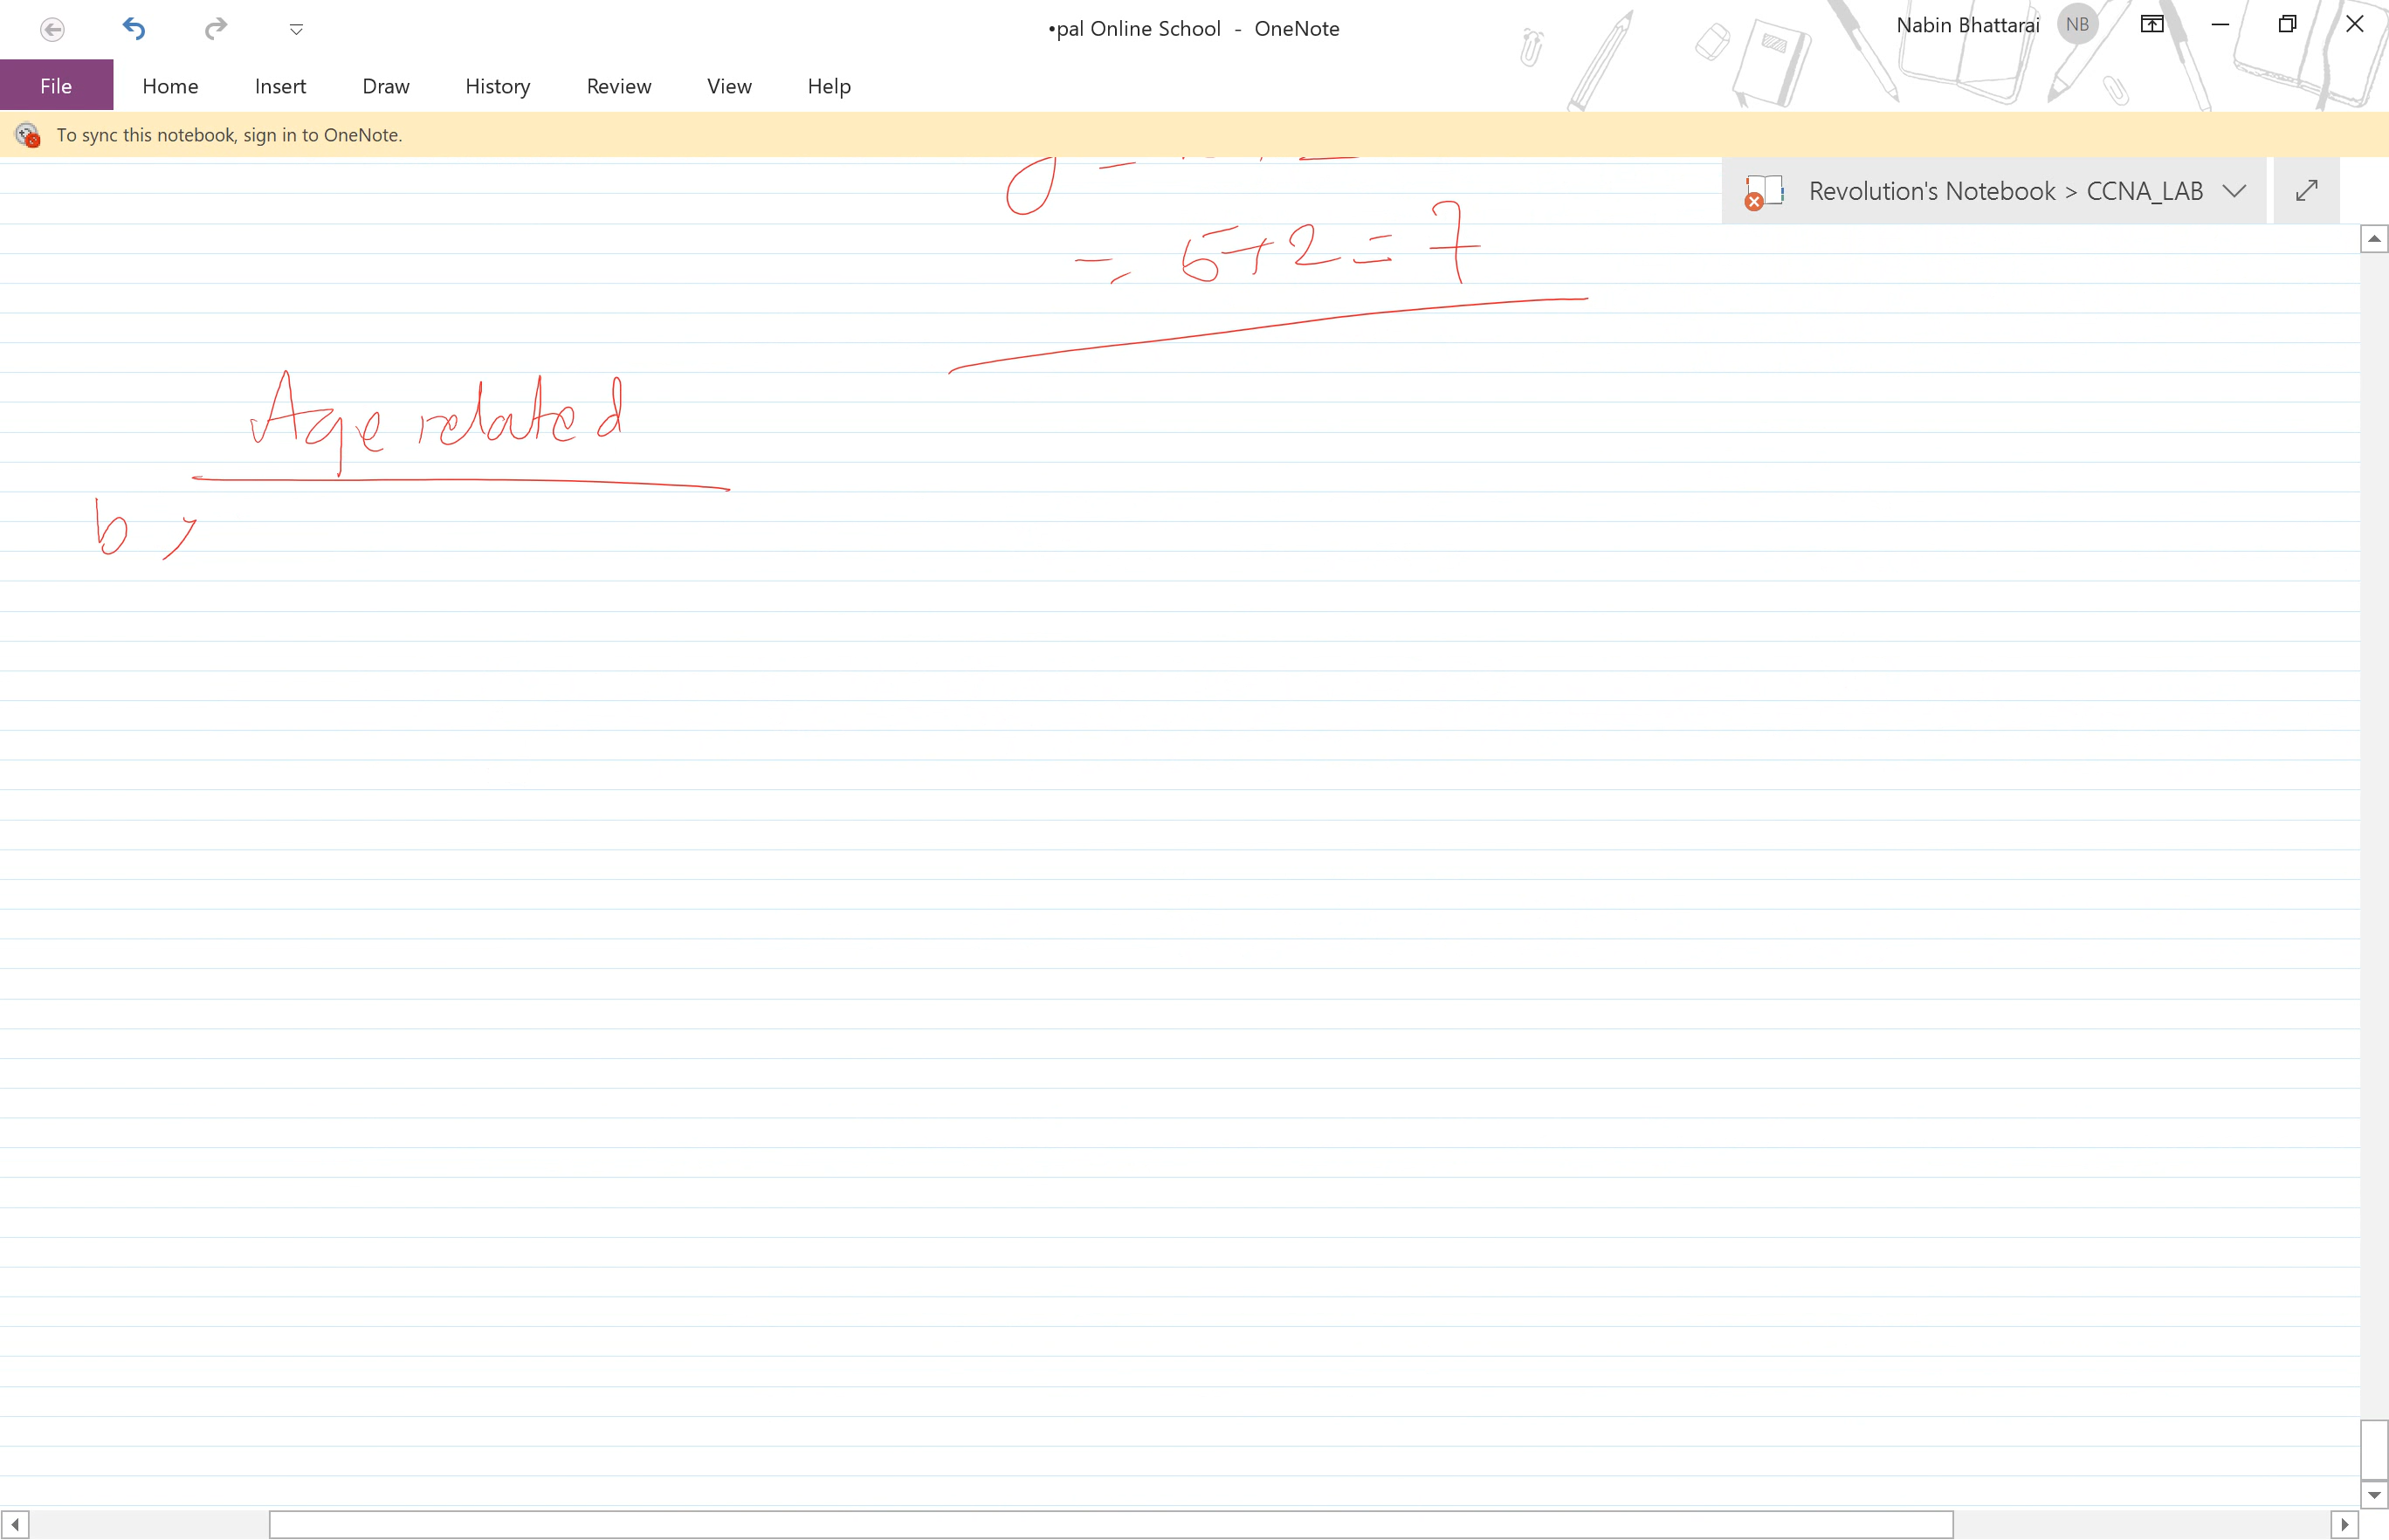 •pal Online School - OneNote
Nabin Bhattarai NB
File Home Insert Draw History Review View Help
To sync this notebook, sign in to OneNote.
Revolution's Notebook > CCNA_LAB
= 5+2=7
Age related
b,